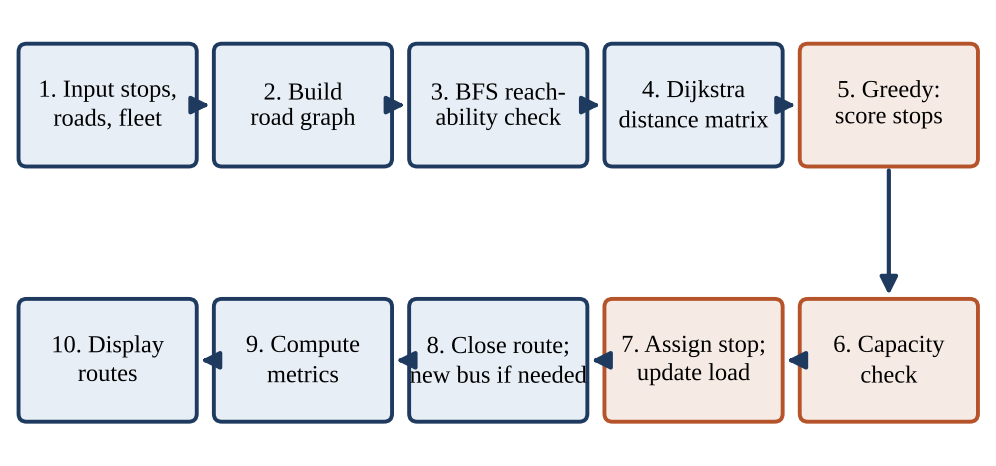 1. Input stops,
roads, fleet
2. Build
road graph
3. BFS reach-
ability check
4. Dijkstra
distance matrix
5. Greedy:
score stops
10. Display
routes
9. Compute
metrics
8. Close route;
new bus if needed
7. Assign stop;
update load
6. Capacity
check